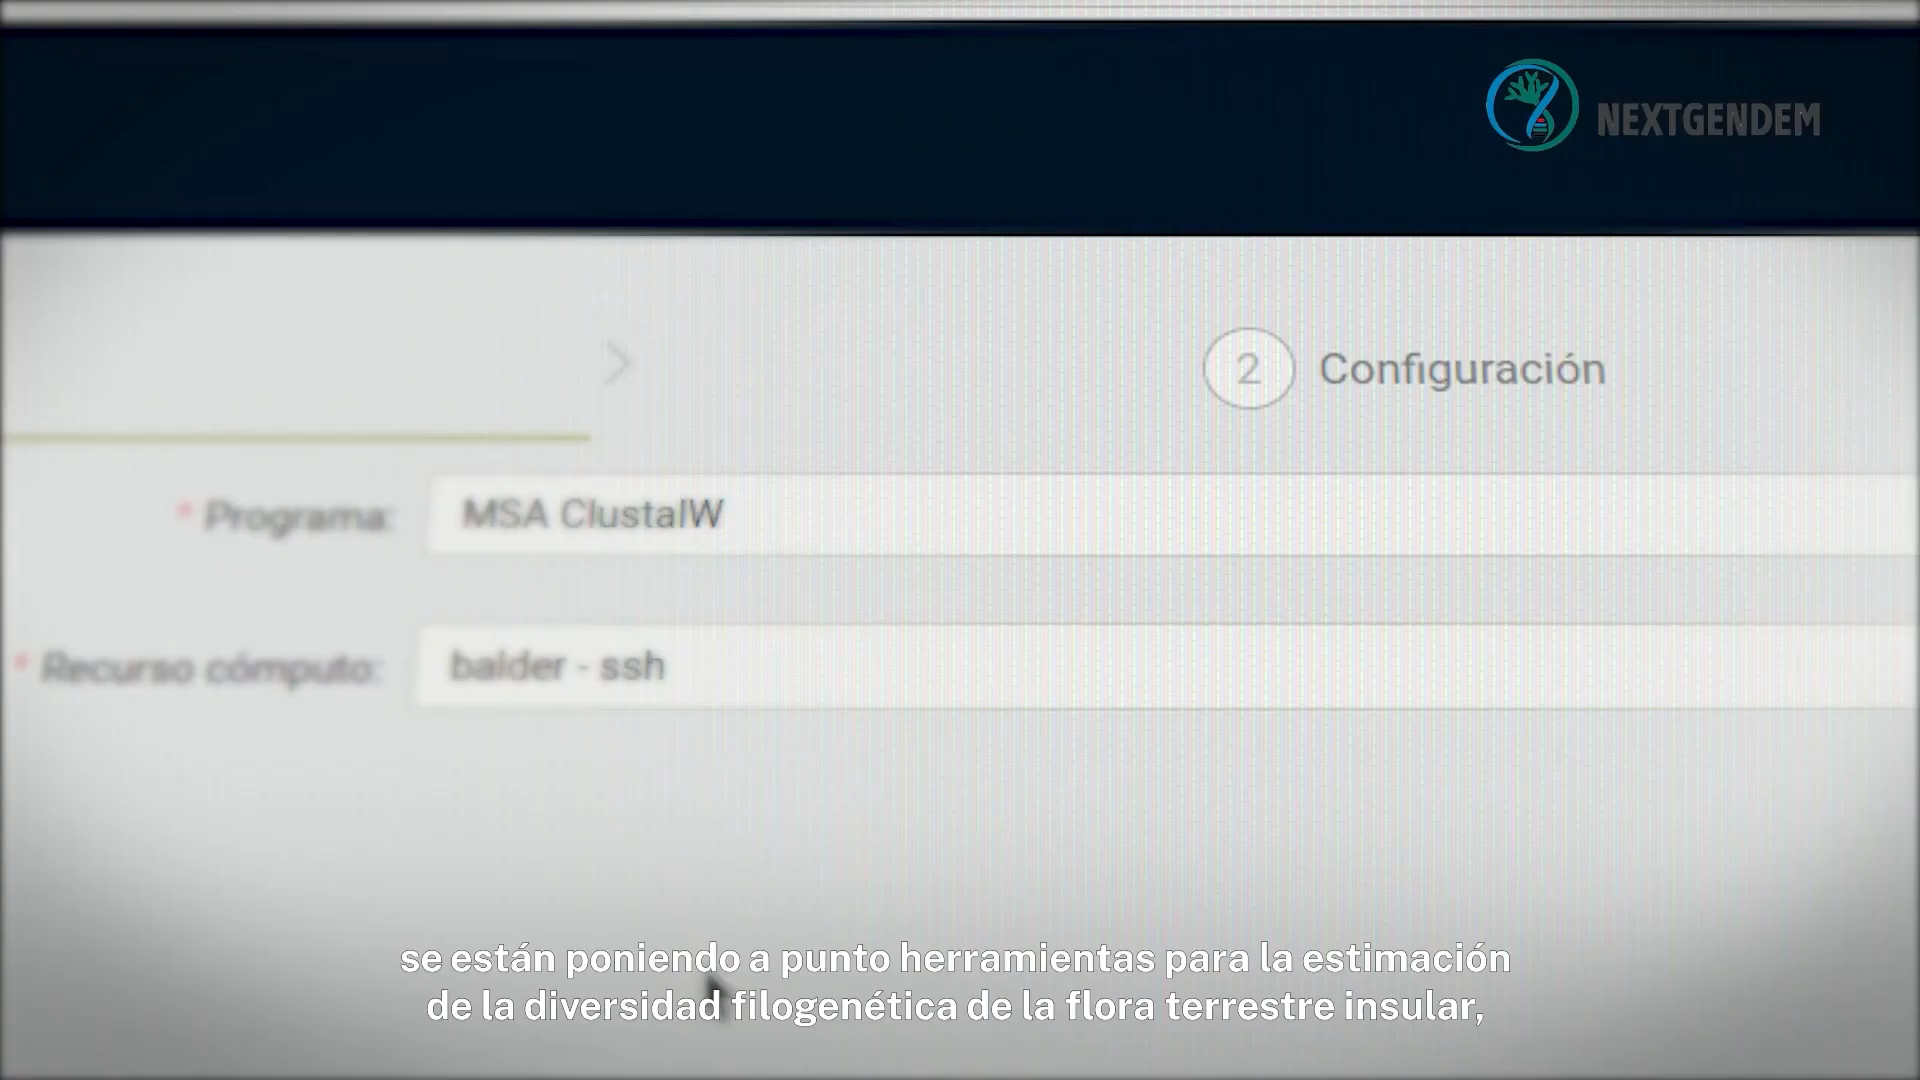 NEXTGENDEM
2 Configuración
* Programa: MSA ClustalW
* Recurso cómputo: balder - ssh
se están poniendo a punto herramientas para la estimación
de la diversidad filogenética de la flora terrestre insular,